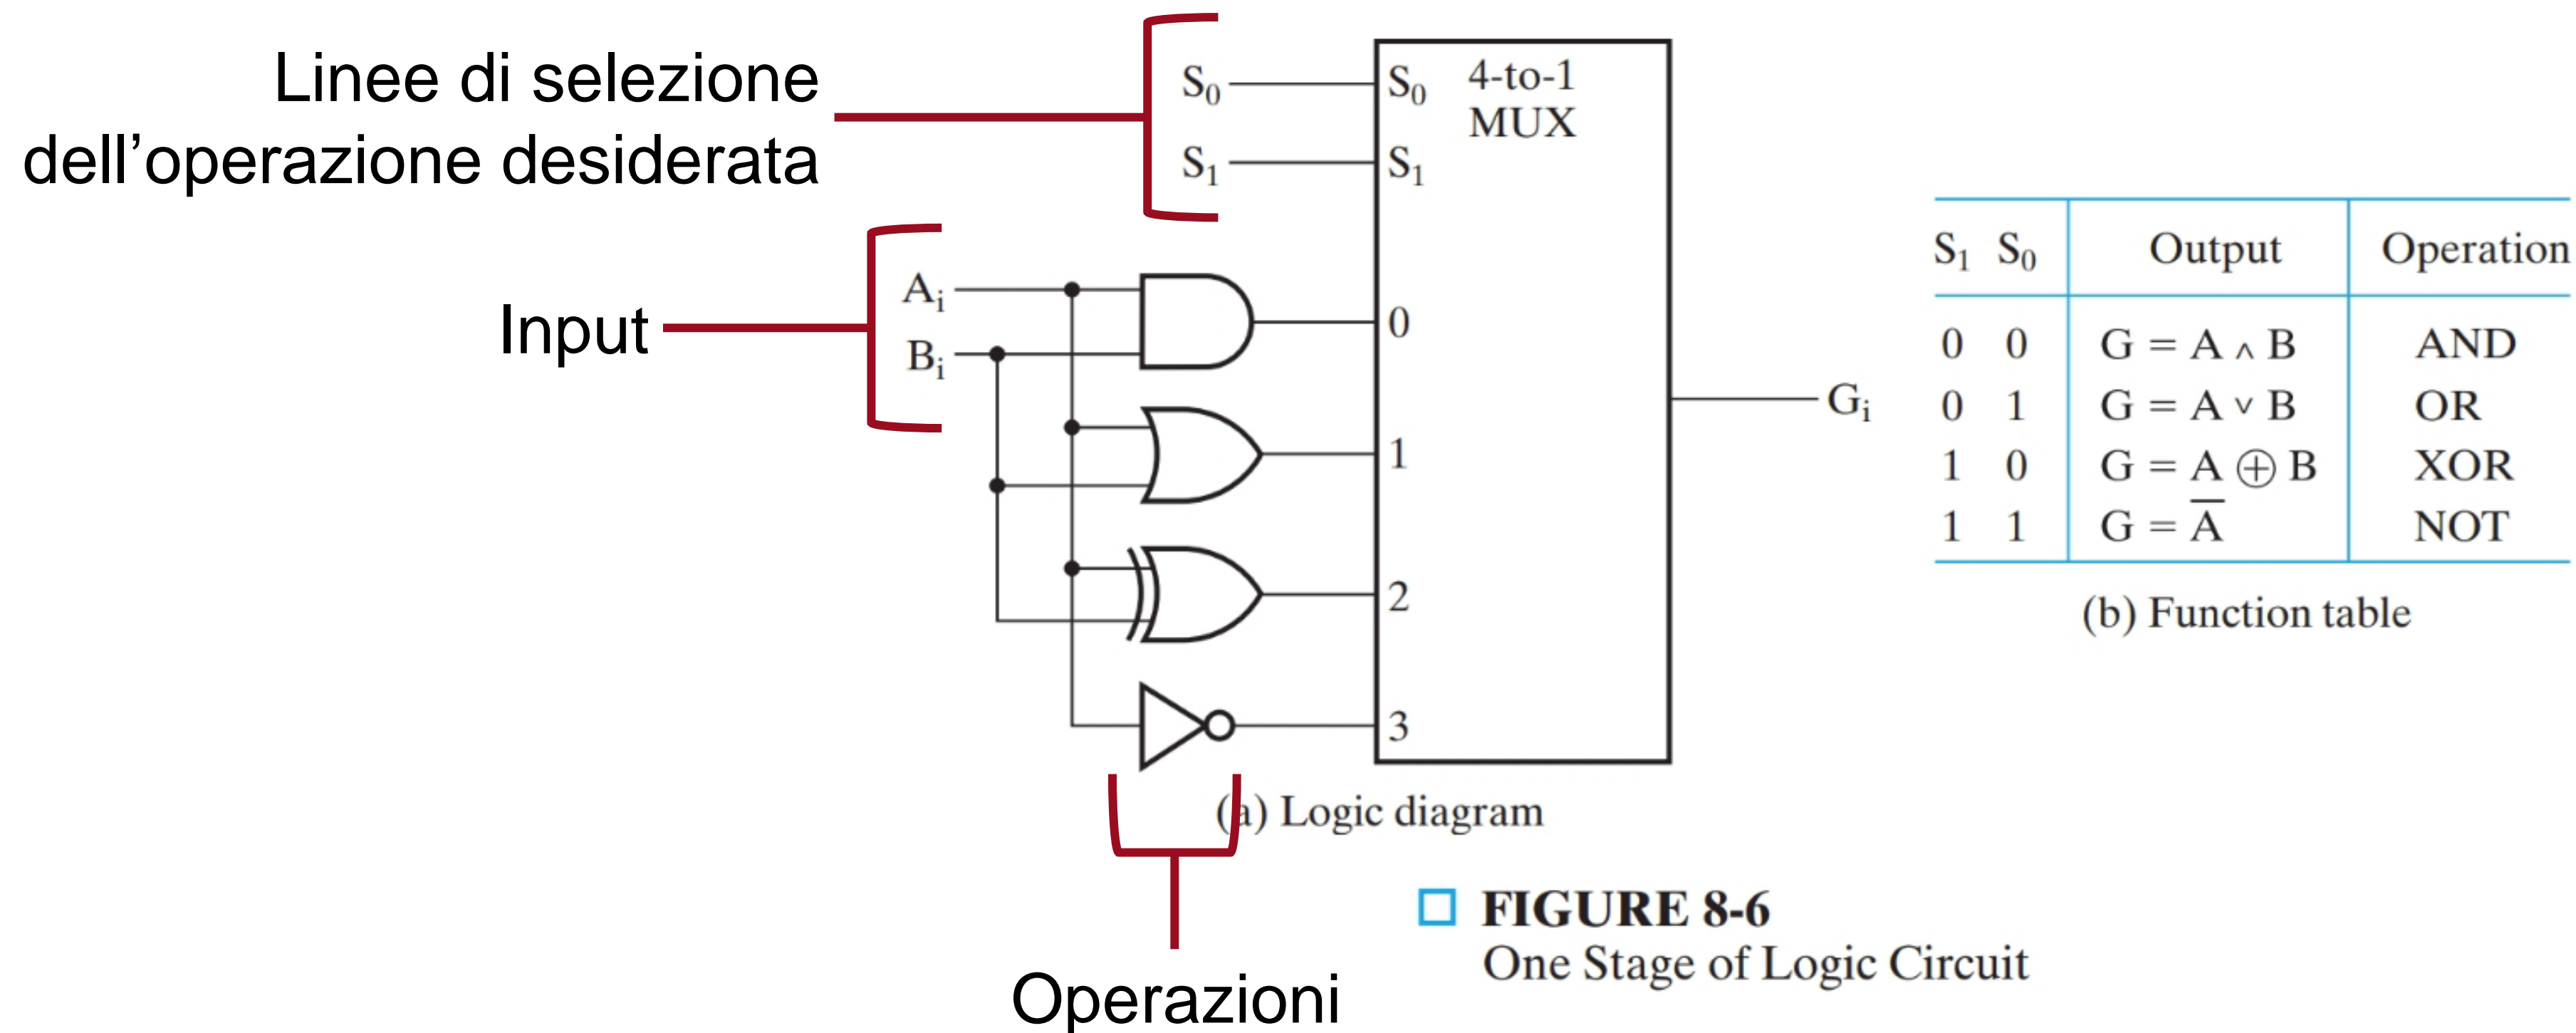 Linee di selezione
dell’operazione desiderata
Input
S₀
S₁
Aᵢ
Bᵢ
S₀ 4-to-1
MUX
S₁
0
1
2
3
Gᵢ
(a) Logic diagram
Operazioni
S₁ S₀ Output Operation
0 0 G = A ∧ B AND
0 1 G = A ∨ B OR
1 0 G = A ⊕ B XOR
1 1 G = A̅ NOT
(b) Function table
FIGURE 8-6
One Stage of Logic Circuit